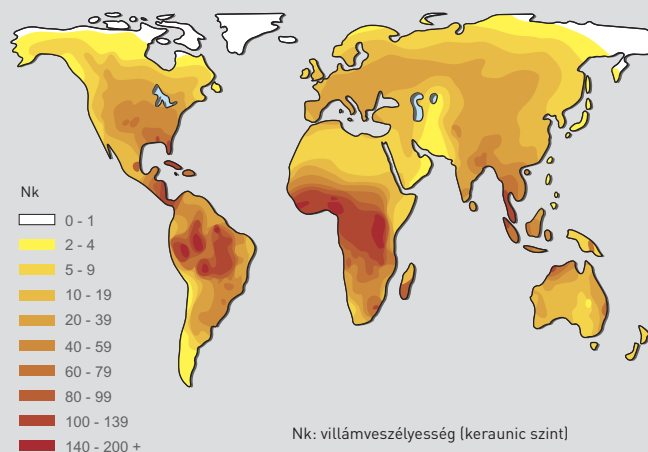 Nk
0 - 1
2 - 4
5 - 9
10 - 19
20 - 39
40 - 59
60 - 79
80 - 99
100 - 139
140 - 200 +
Nk: villámveszélyesség (keraunic szint)